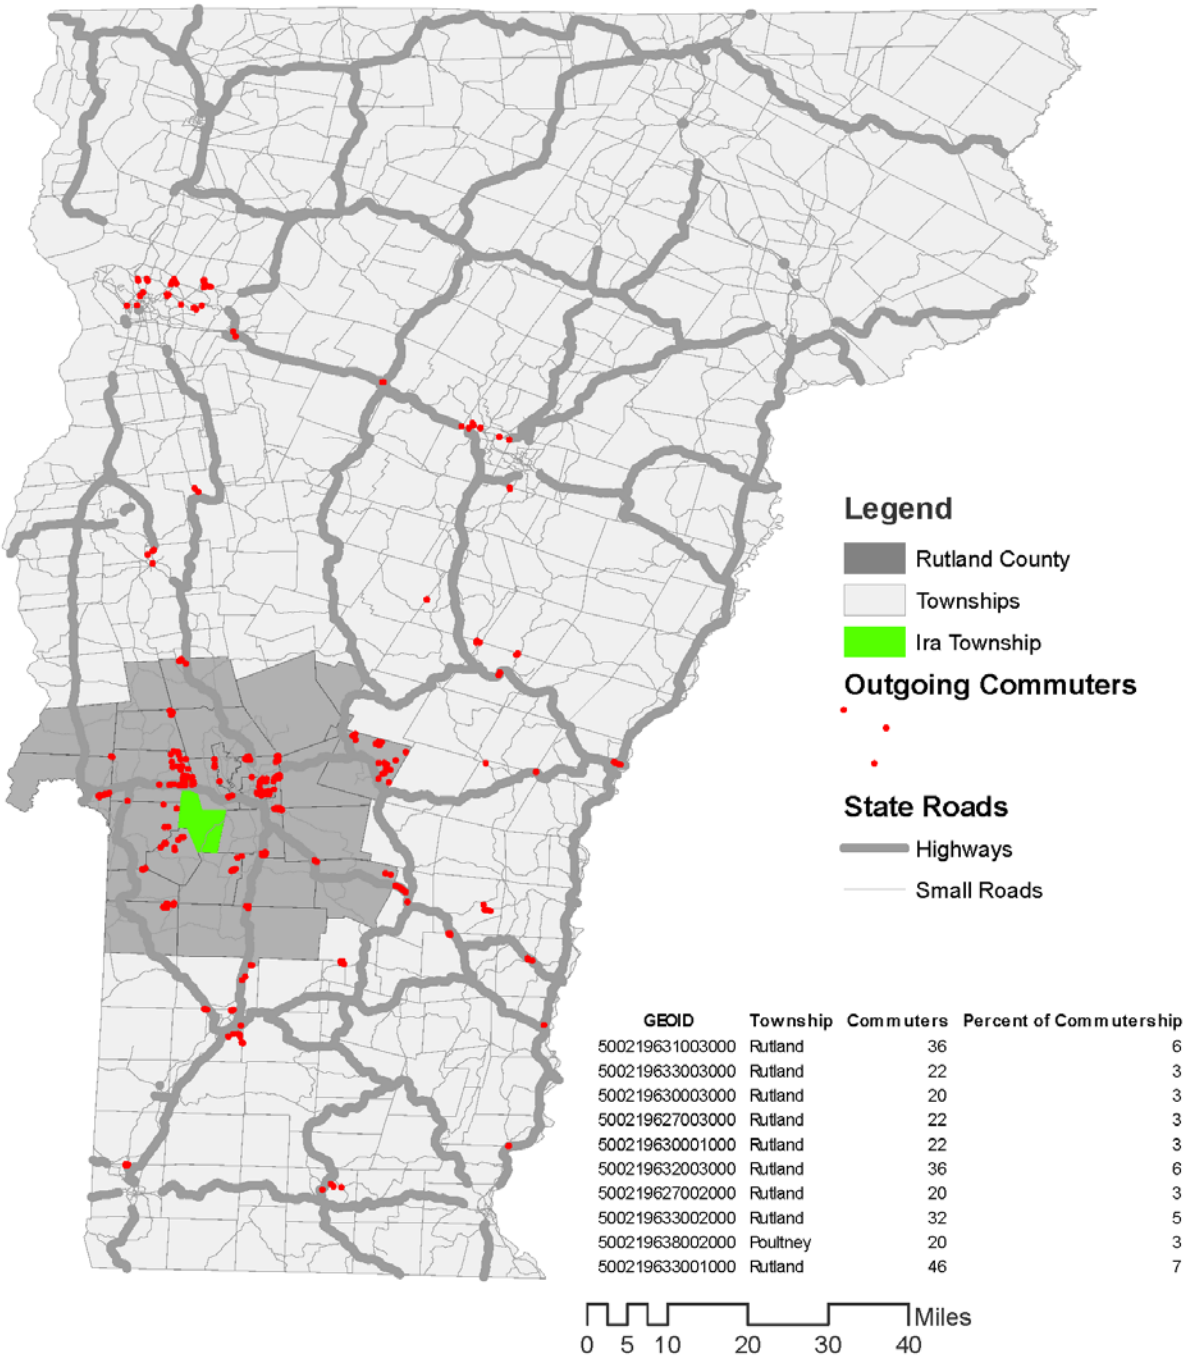 Legend
Rutland County
Townships
Ira Township
Outgoing Commuters
State Roads
Highways
Small Roads
GEOID Township Commuters Percent of Commutership
500219631003000 Rutland 36 6
500219633003000 Rutland 22 3
500219630003000 Rutland 20 3
500219627003000 Rutland 22 3
500219630001000 Rutland 22 3
500219632003000 Rutland 36 6
500219627002000 Rutland 20 3
500219633002000 Rutland 32 5
500219638002000 Poultney 20 3
500219633001000 Rutland 46 7
Miles
0 5 10 20 30 40